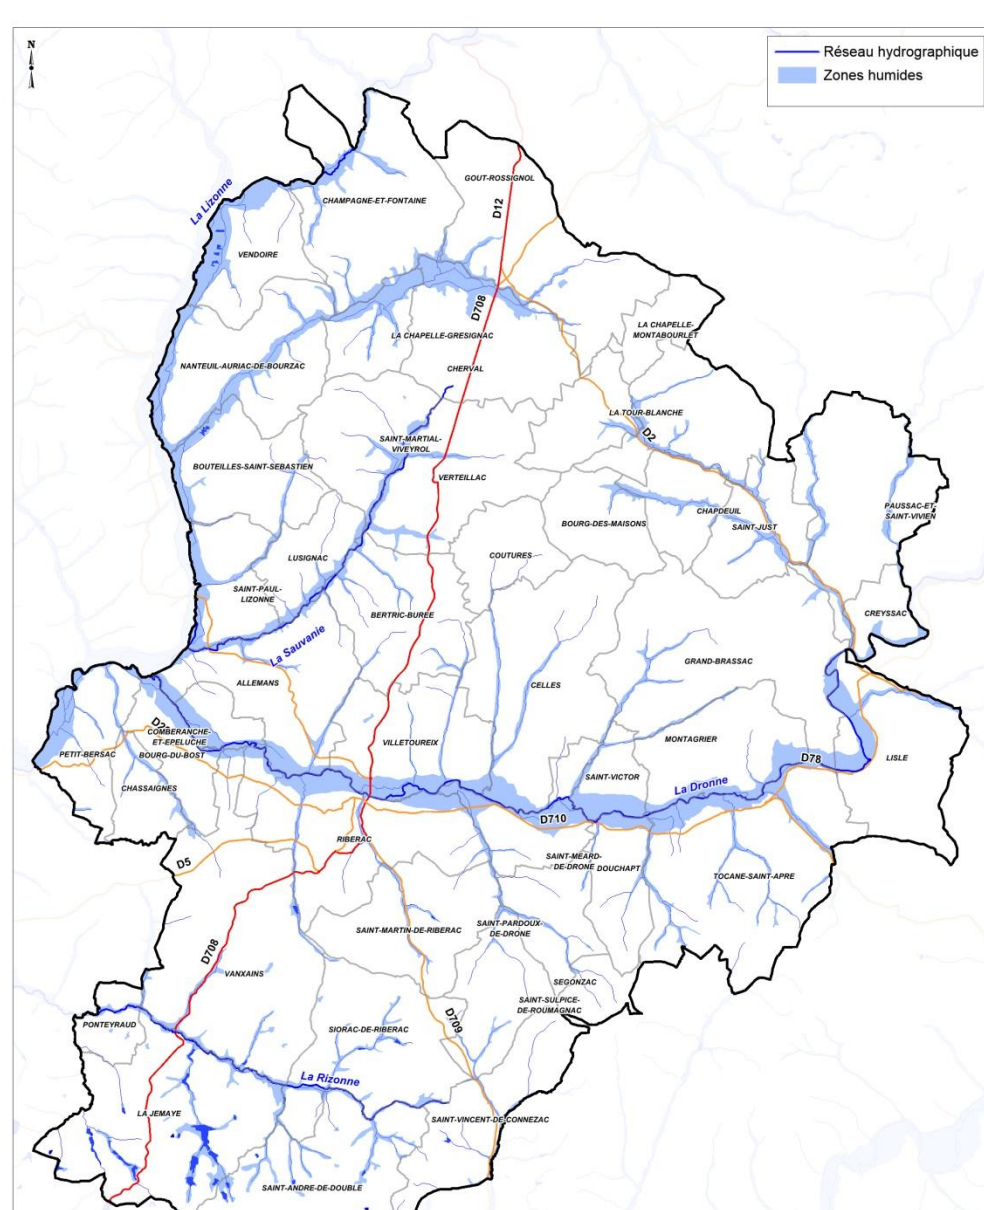 N
Réseau hydrographique
Zones humides
GOUT-ROSSIGNOL
CHAMPAGNE-ET-FONTAINE
La Lizonne
D12
VENDOIRE
D708
LA CHAPELLE-
MONTABOURLET
LA CHAPELLE-GRESIGNAC
NANTEUIL-AURIAC-DE-BOURZAC
CHERVAL
LA TOUR-BLANCHE
D2
SAINT-MARTIAL-
VIVEYROL
BOUTEILLES-SAINT-SEBASTIEN
VERTEILLAC
PAUSSAC-ET-
SAINT-VIVIEN
CHAPDEUIL
BOURG-DES-MAISONS
SAINT-JUST
COUTURES
LUSIGNAC
SAINT-PAUL-
LIZONNE
BERTRIC-BUREE
CREYSSAC
La Sauvanie
GRAND-BRASSAC
ALLEMANS
CELLES
COMBERANCHE-
ET-EPELUCHE
MONTAGRIER
VILLETOUREIX
PETIT-BERSAC
BOURG-DU-BOST
D78
LISLE
SAINT-VICTOR
CHASSAIGNES
La Dronne
D710
RIBERAC
D5
SAINT-MEARD-
DE-DRONE
DOUCHAPT
TOCANE-SAINT-APRE
SAINT-PARDOUX-
DE-DRONE
SAINT-MARTIN-DE-RIBERAC
D708
VANXAINS
SEGONZAC
SAINT-SULPICE-
DE-ROUMAGNAC
D709
PONTEYRAUD
SIORAC-DE-RIBERAC
La Rizonne
LA JEMAYE
SAINT-VINCENT-DE-CONNEZAC
SAINT-ANDRE-DE-DOUBLE